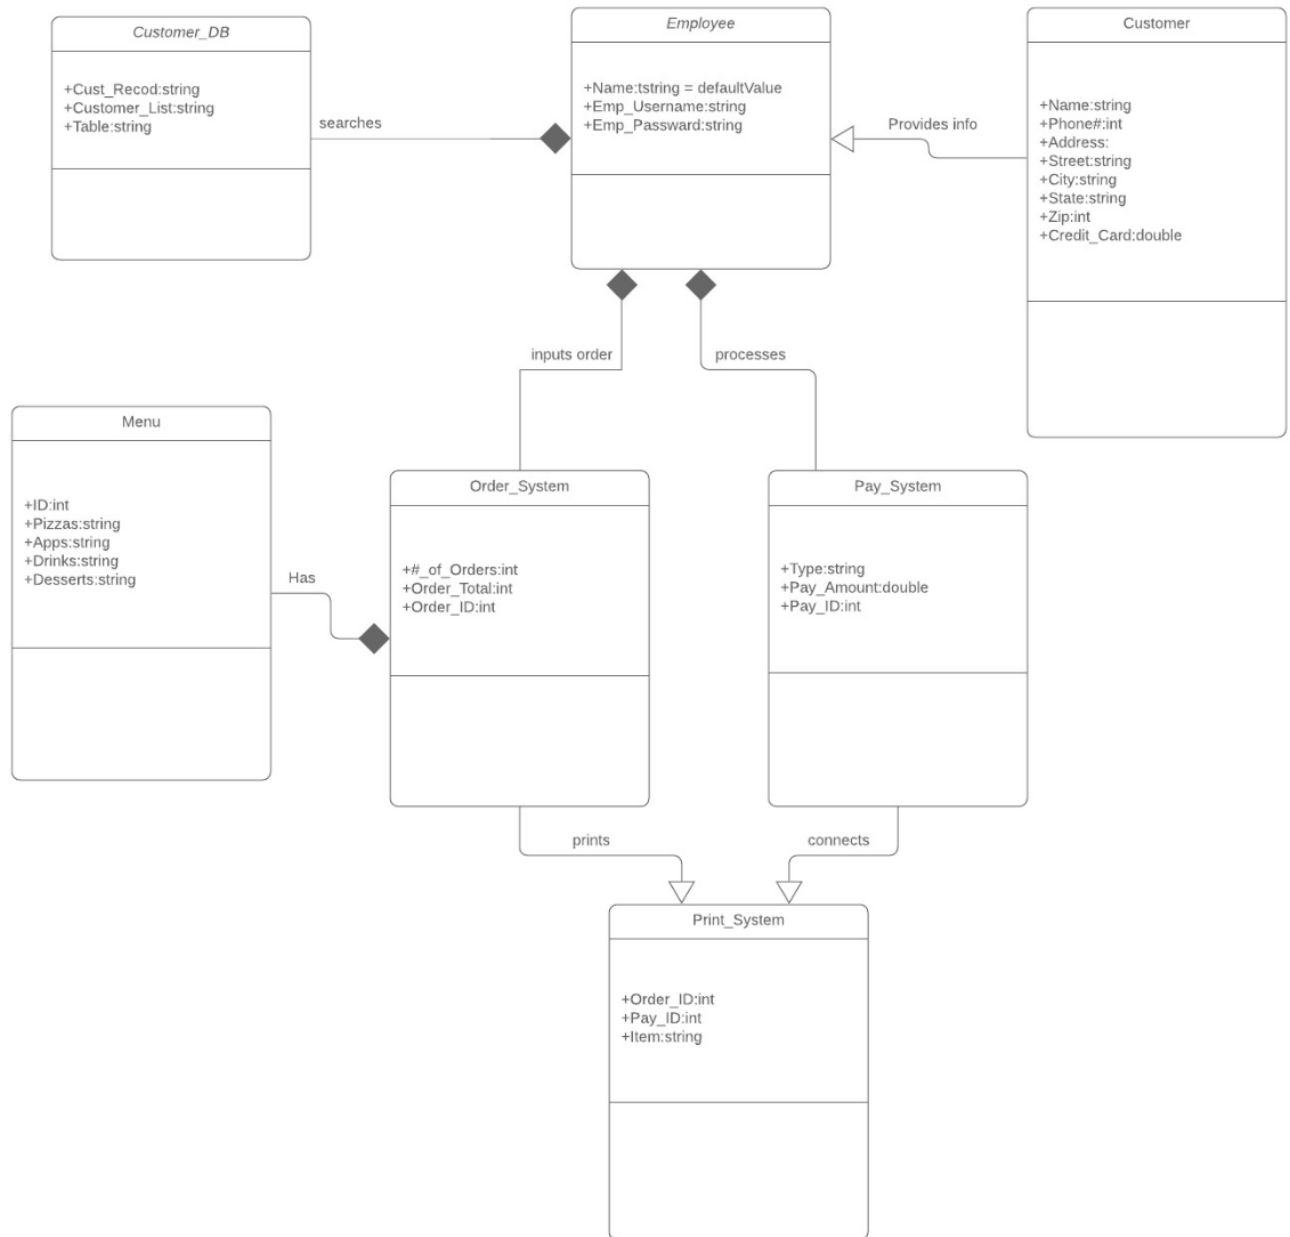 Customer_DB
+Cust_Recod:string
+Customer_List:string
+Table:string
searches
Employee
+Name:tstring = defaultValue
+Emp_Username:string
+Emp_Passward:string
Provides info
Customer
+Name:string
+Phone#:int
+Address:
+Street:string
+City:string
+State:string
+Zip:int
+Credit_Card:double
inputs order
processes
Menu
+ID:int
+Pizzas:string
+Apps:string
+Drinks:string
+Desserts:string
Has
Order_System
+#_of_Orders:int
+Order_Total:int
+Order_ID:int
Pay_System
+Type:string
+Pay_Amount:double
+Pay_ID:int
prints
connects
Print_System
+Order_ID:int
+Pay_ID:int
+Item:string